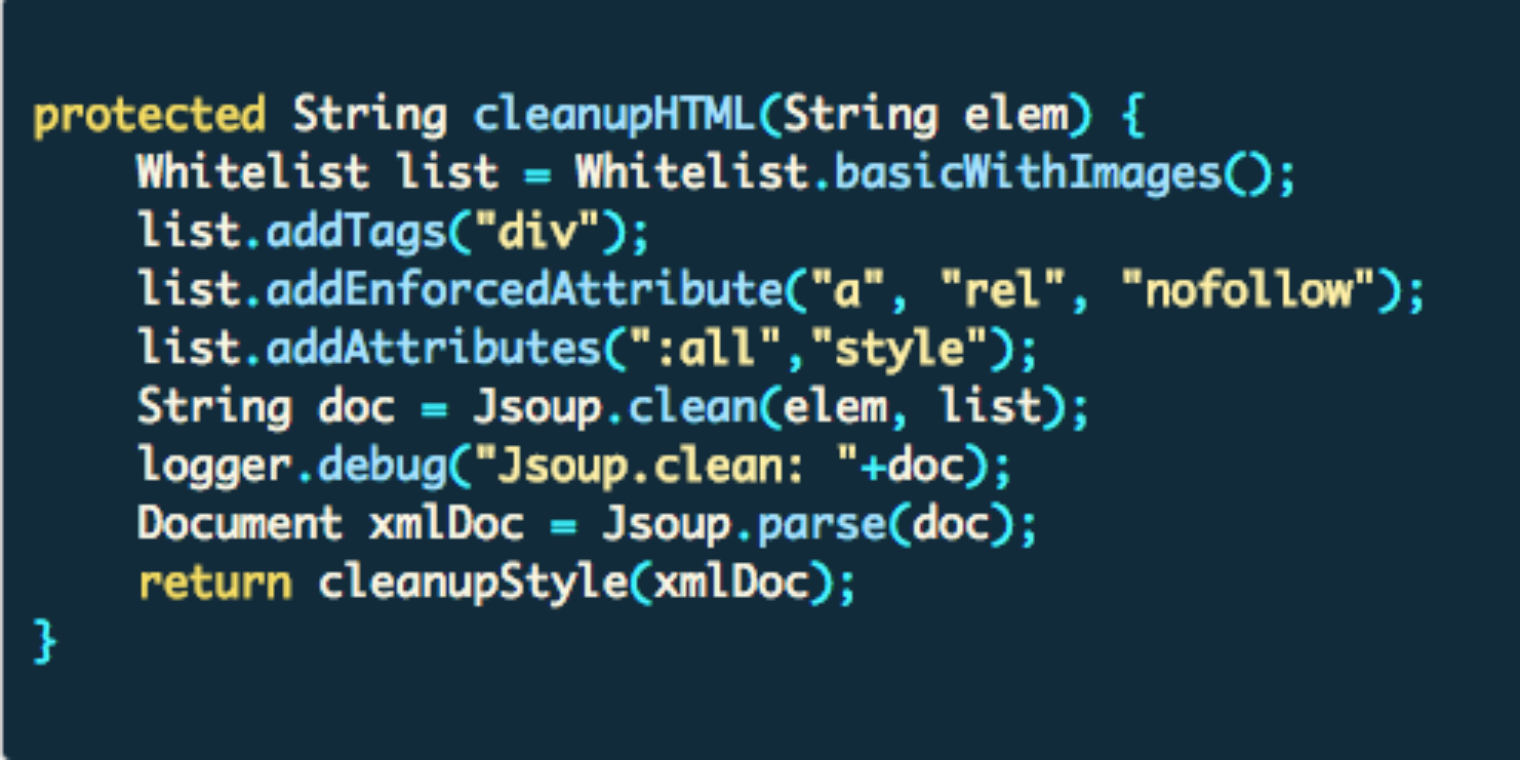 protected String cleanupHTML(String elem) {
    Whitelist list = Whitelist.basicWithImages();
    list.addTags("div");
    list.addEnforcedAttribute("a", "rel", "nofollow");
    list.addAttributes(":all","style");
    String doc = Jsoup.clean(elem, list);
    logger.debug("Jsoup.clean: "+doc);
    Document xmlDoc = Jsoup.parse(doc);
    return cleanupStyle(xmlDoc);
}